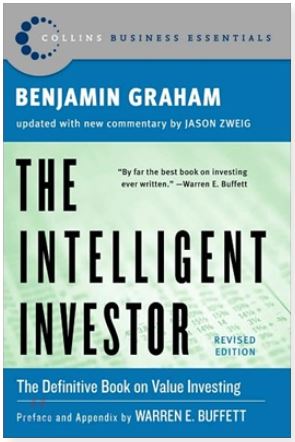 COLLINS BUSINESS ESSENTIALS
BENJAMIN GRAHAM
updated with new commentary by JASON ZWEIG
THE
INTELLIGENT
INVESTOR
"By far the best book on investing
ever written." —Warren E. Buffett
REVISED
EDITION
The Definitive Book on Value Investing
Preface and Appendix by WARREN E. BUFFETT